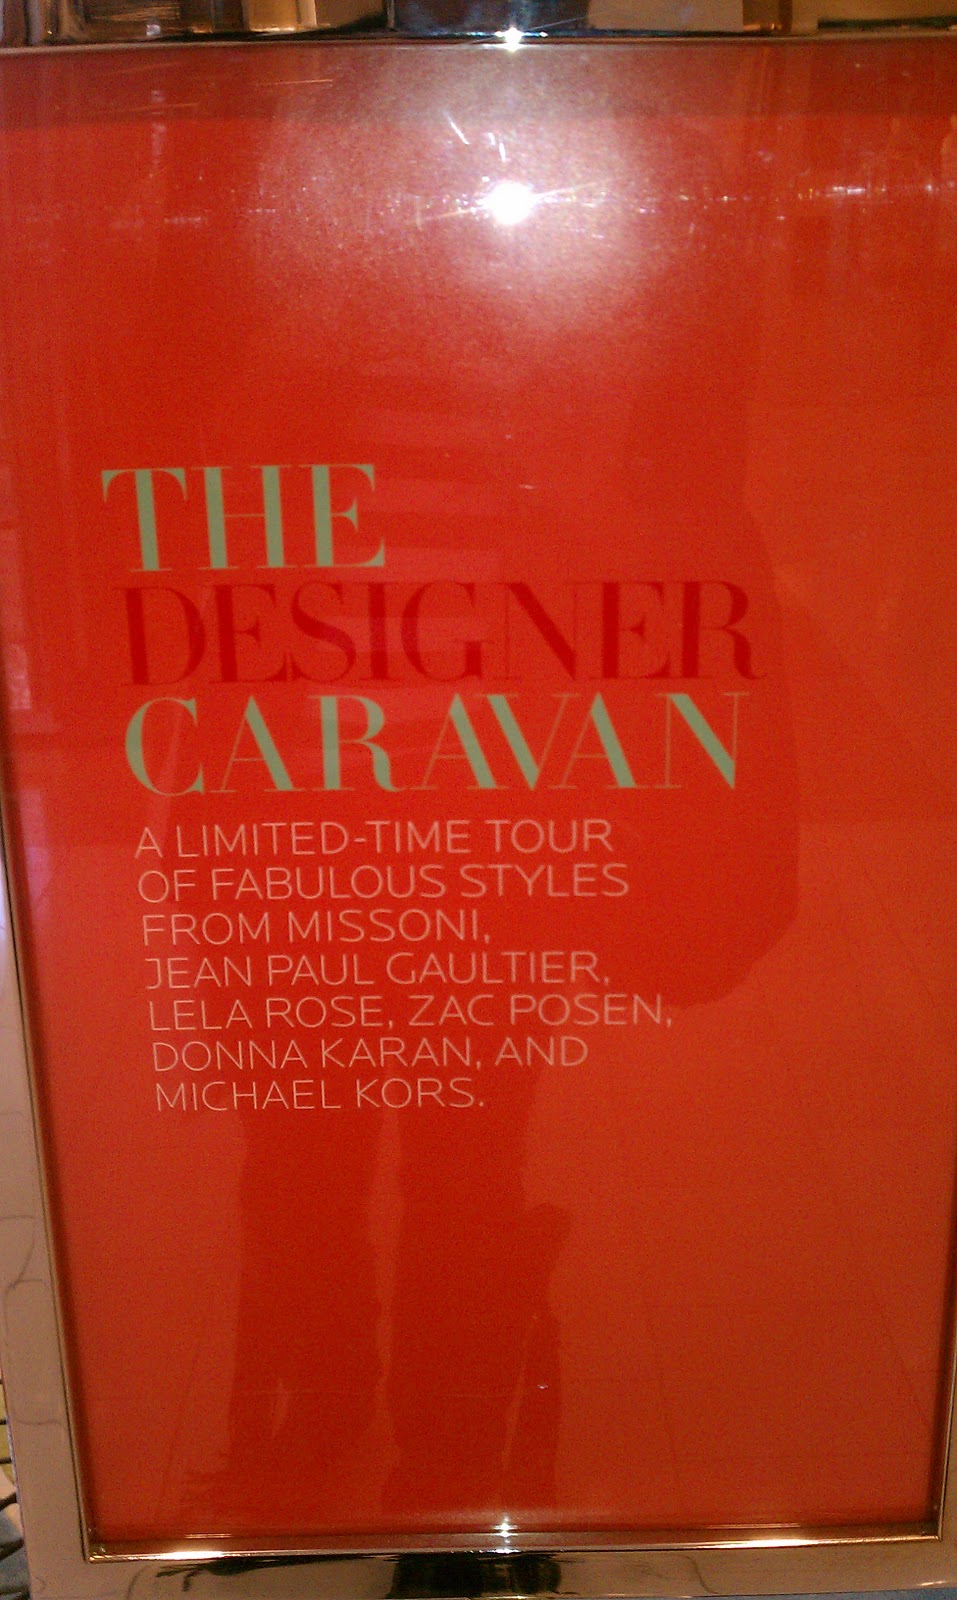 THE
DESIGNER
CARAVAN
A LIMITED-TIME TOUR
OF FABULOUS STYLES
FROM MISSONI,
JEAN PAUL GAULTIER,
LELA ROSE, ZAC POSEN,
DONNA KARAN, AND
MICHAEL KORS.